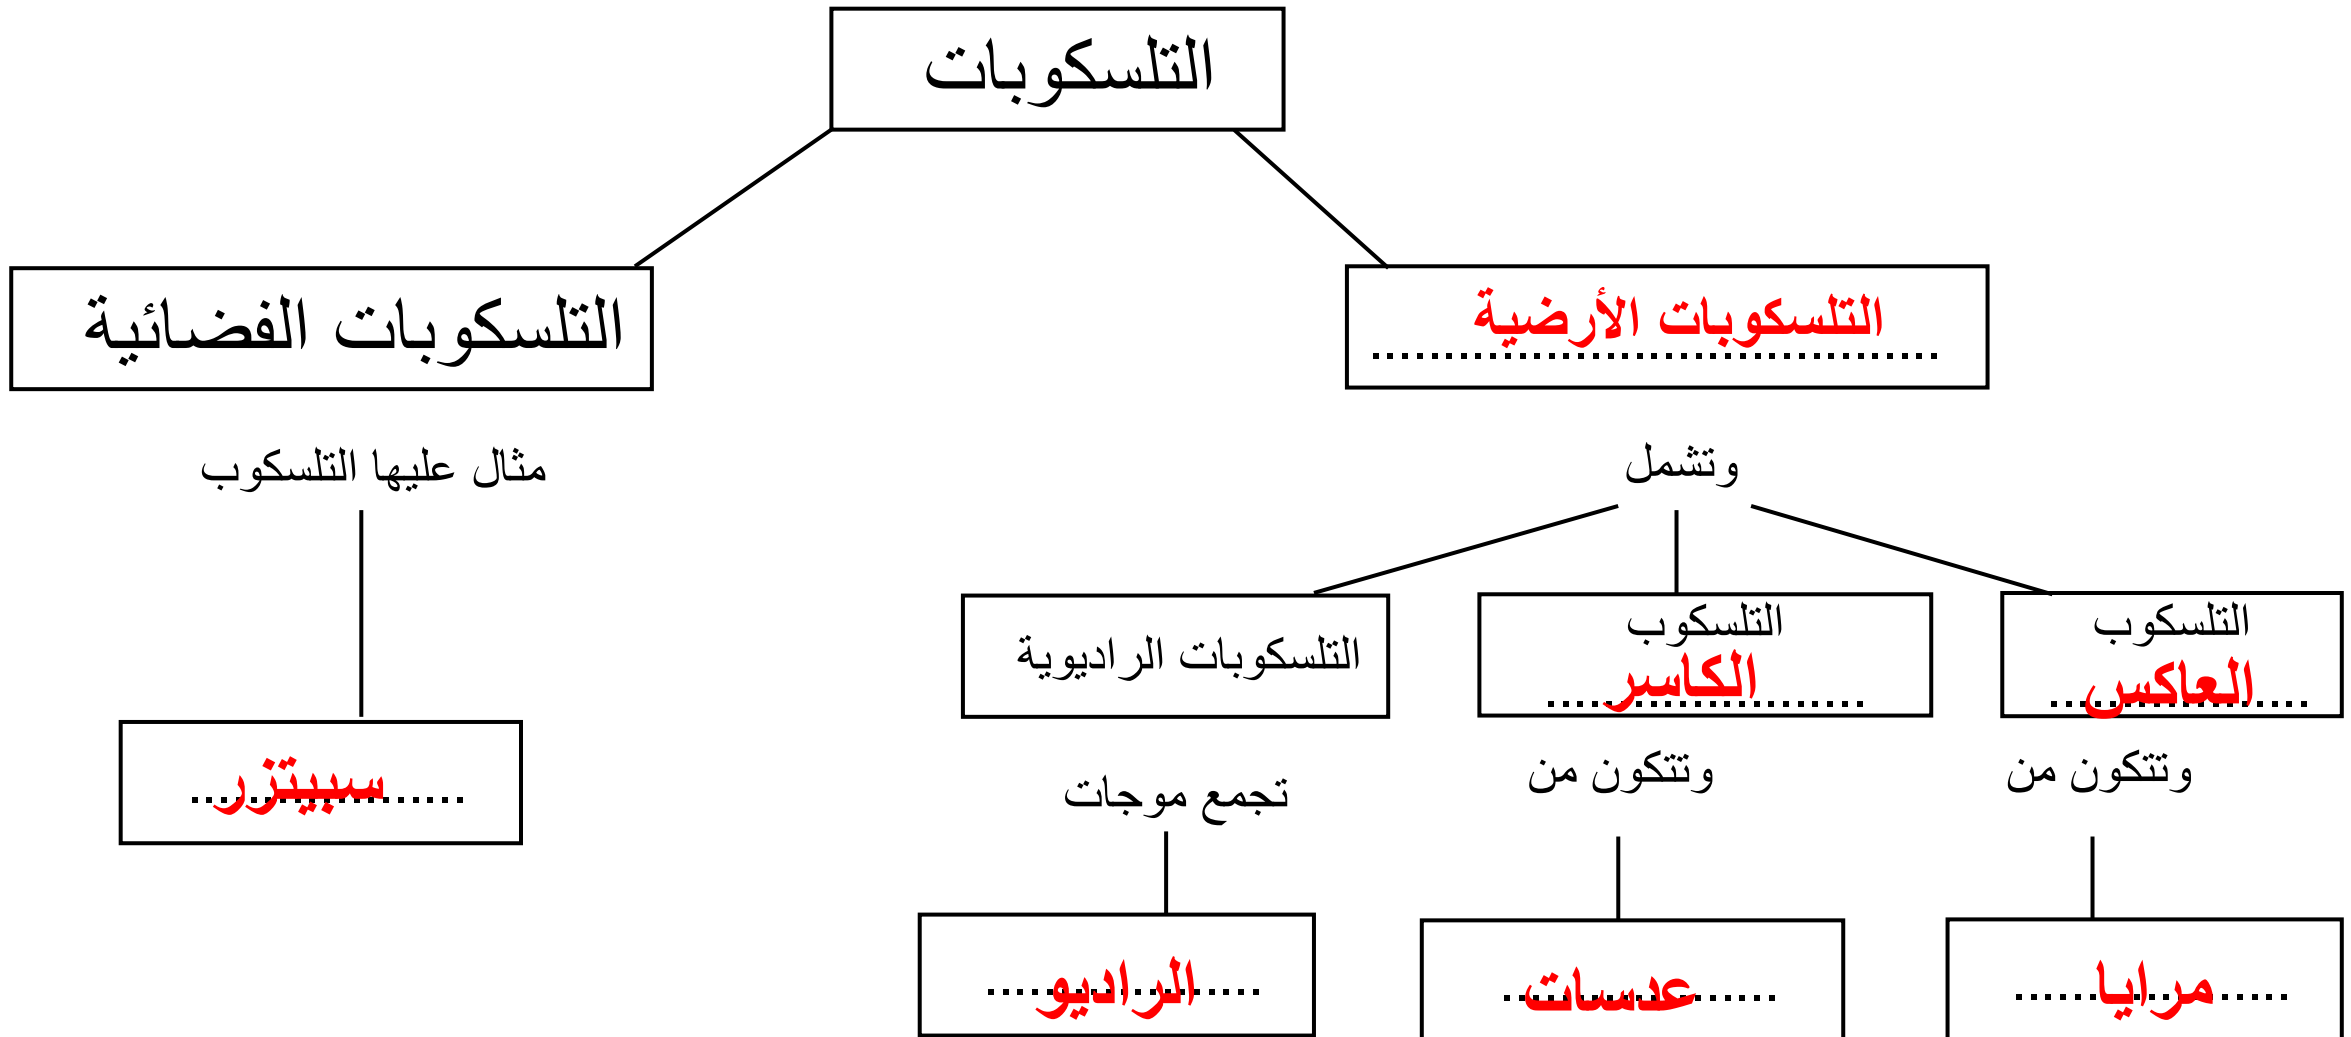 التلسكوبات
التلسكوبات الأرضية
التلسكوبات الفضائية
وتشمل
مثال عليها التلسكوب
التلسكوب
العاكس
التلسكوب
الكاسر
التلسكوبات الراديوية
سبيتزر
وتتكون من
وتتكون من
تجمع موجات
مرايا
عدسات
الراديو